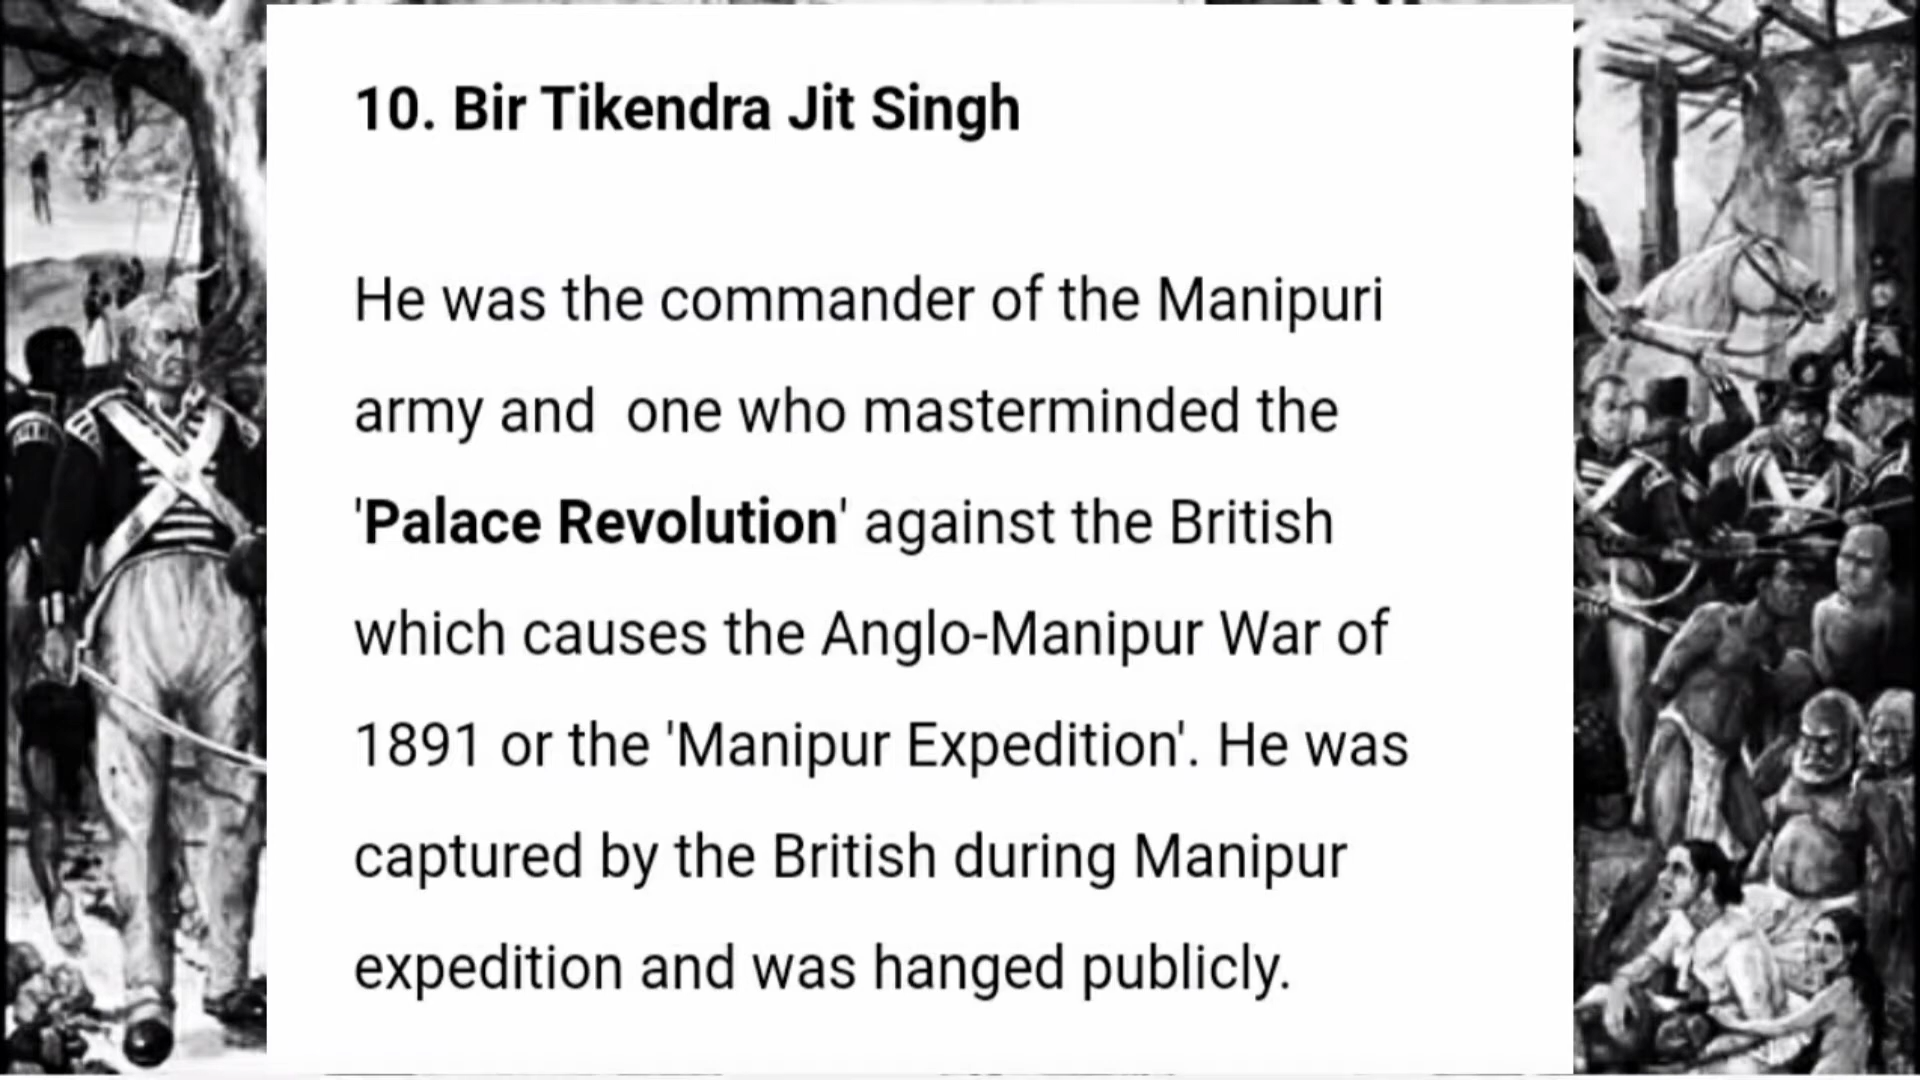 10. Bir Tikendra Jit Singh
He was the commander of the Manipuri
army and  one who masterminded the
'Palace Revolution' against the British
which causes the Anglo-Manipur War of
1891 or the 'Manipur Expedition'. He was
captured by the British during Manipur
expedition and was hanged publicly.